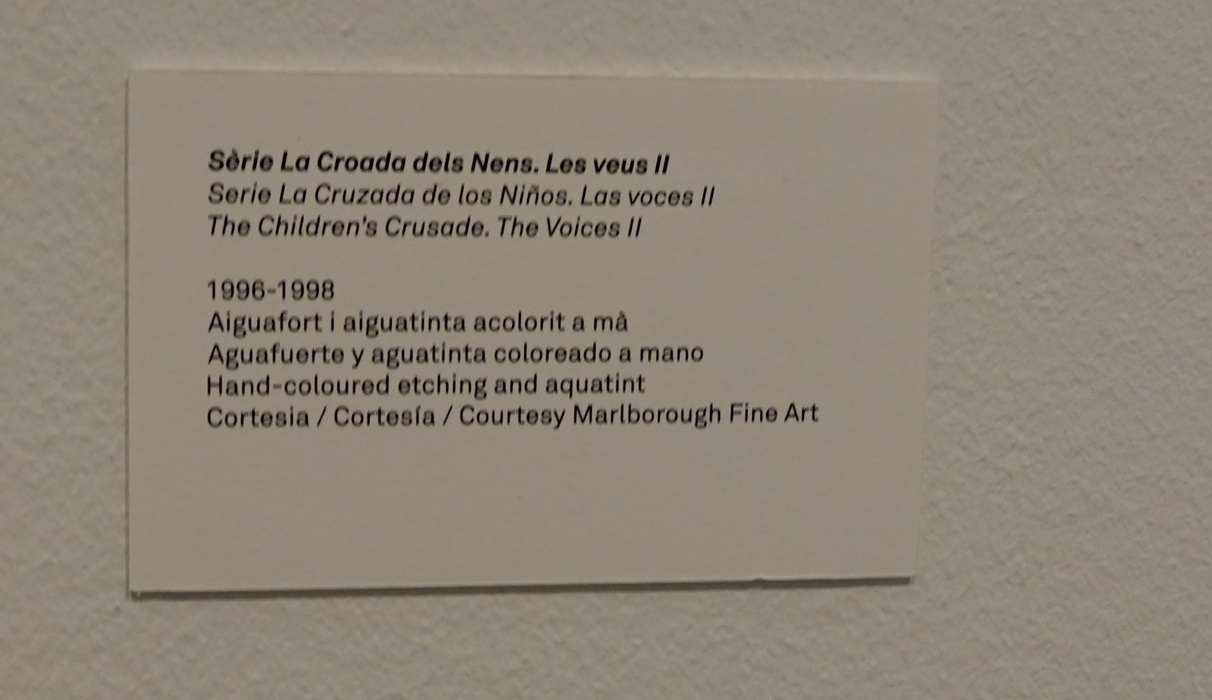 Sèrie La Croada dels Nens. Les veus II
Serie La Cruzada de los Niños. Las voces II
The Children's Crusade. The Voices II
1996-1998
Aiguafort i aiguatinta acolorit a mà
Aguafuerte y aguatinta coloreado a mano
Hand-coloured etching and aquatint
Cortesia / Cortesía / Courtesy Marlborough Fine Art